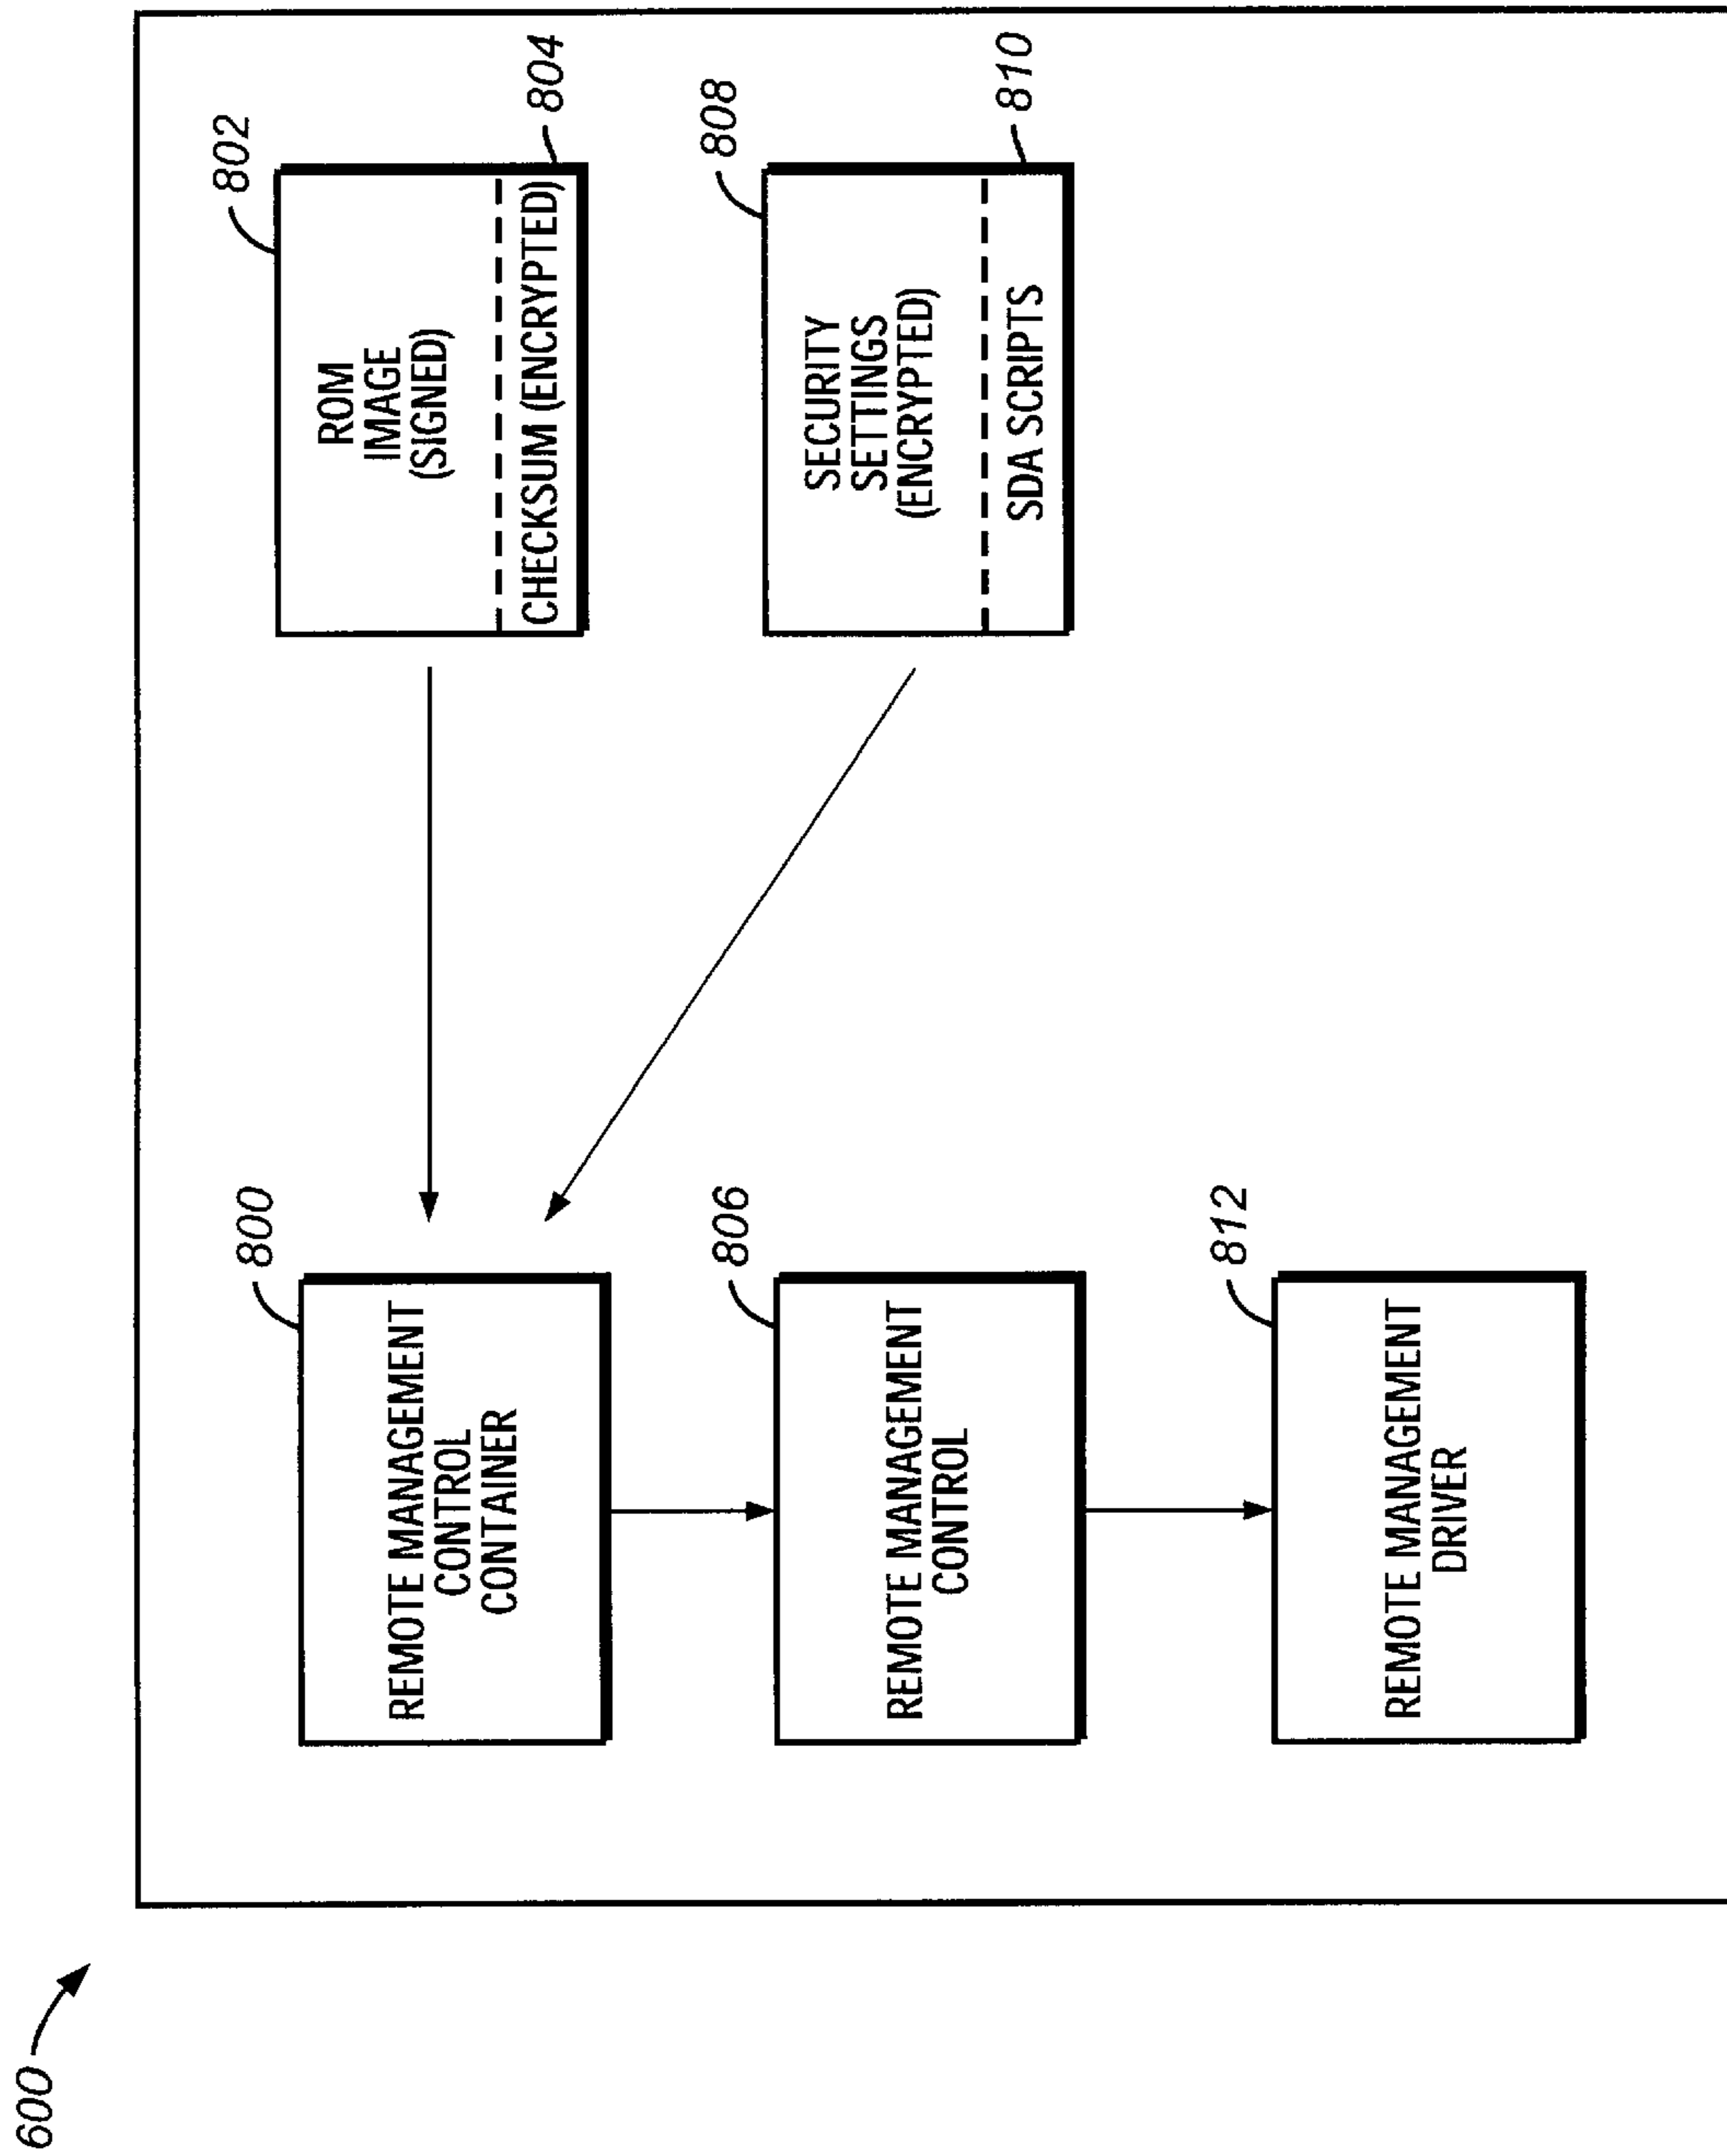 600
800
REMOTE MANAGEMENT
CONTROL
CONTAINER
802
ROM
IMAGE
(SIGNED)
CHECKSUM (ENCRYPTED)
804
806
REMOTE MANAGEMENT
CONTROL
808
SECURITY
SETTINGS
(ENCRYPTED)
SDA SCRIPTS
810
812
REMOTE MANAGEMENT
DRIVER